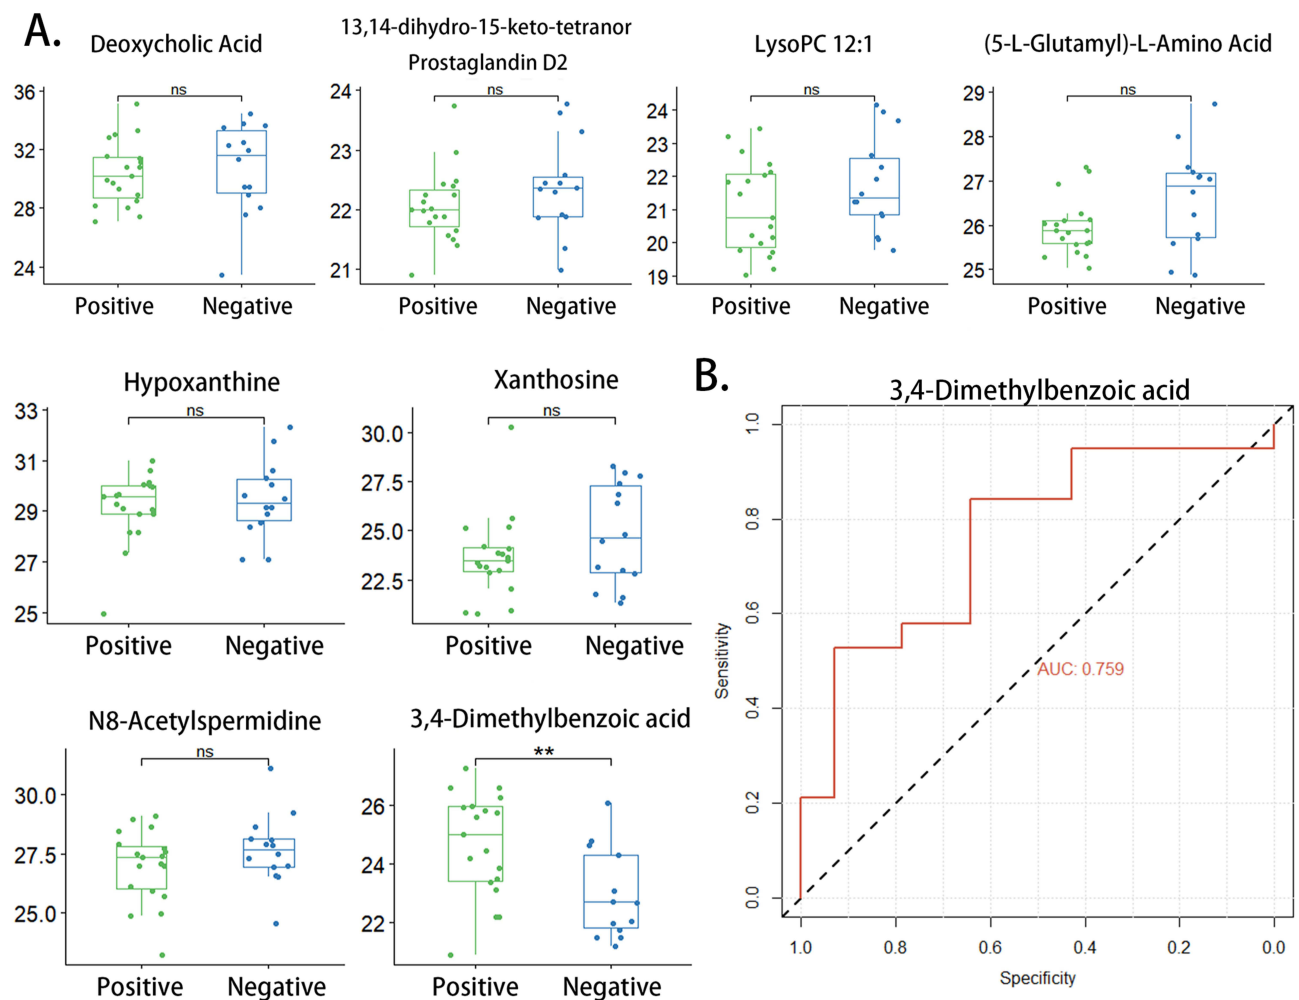 A.
Deoxycholic Acid
13,14-dihydro-15-keto-tetranor
Prostaglandin D2
LysoPC 12:1
(5-L-Glutamyl)-L-Amino Acid
ns
ns
ns
ns
36
32
28
24
24
23
22
21
24
23
22
21
20
19
29
28
27
26
25
Positive Negative
Positive Negative
Positive Negative
Positive Negative
Hypoxanthine
Xanthosine
ns
ns
33
31
29
27
25
30.0
27.5
25.0
22.5
Positive Negative
Positive Negative
N8-Acetylspermidine
3,4-Dimethylbenzoic acid
ns
**
30.0
27.5
25.0
26
24
22
Positive Negative
Positive Negative
B.
3,4-Dimethylbenzoic acid
1.0
0.8
0.6
0.4
0.2
0.0
Sensitivity
AUC: 0.759
1.0 0.8 0.6 0.4 0.2 0.0
Specificity